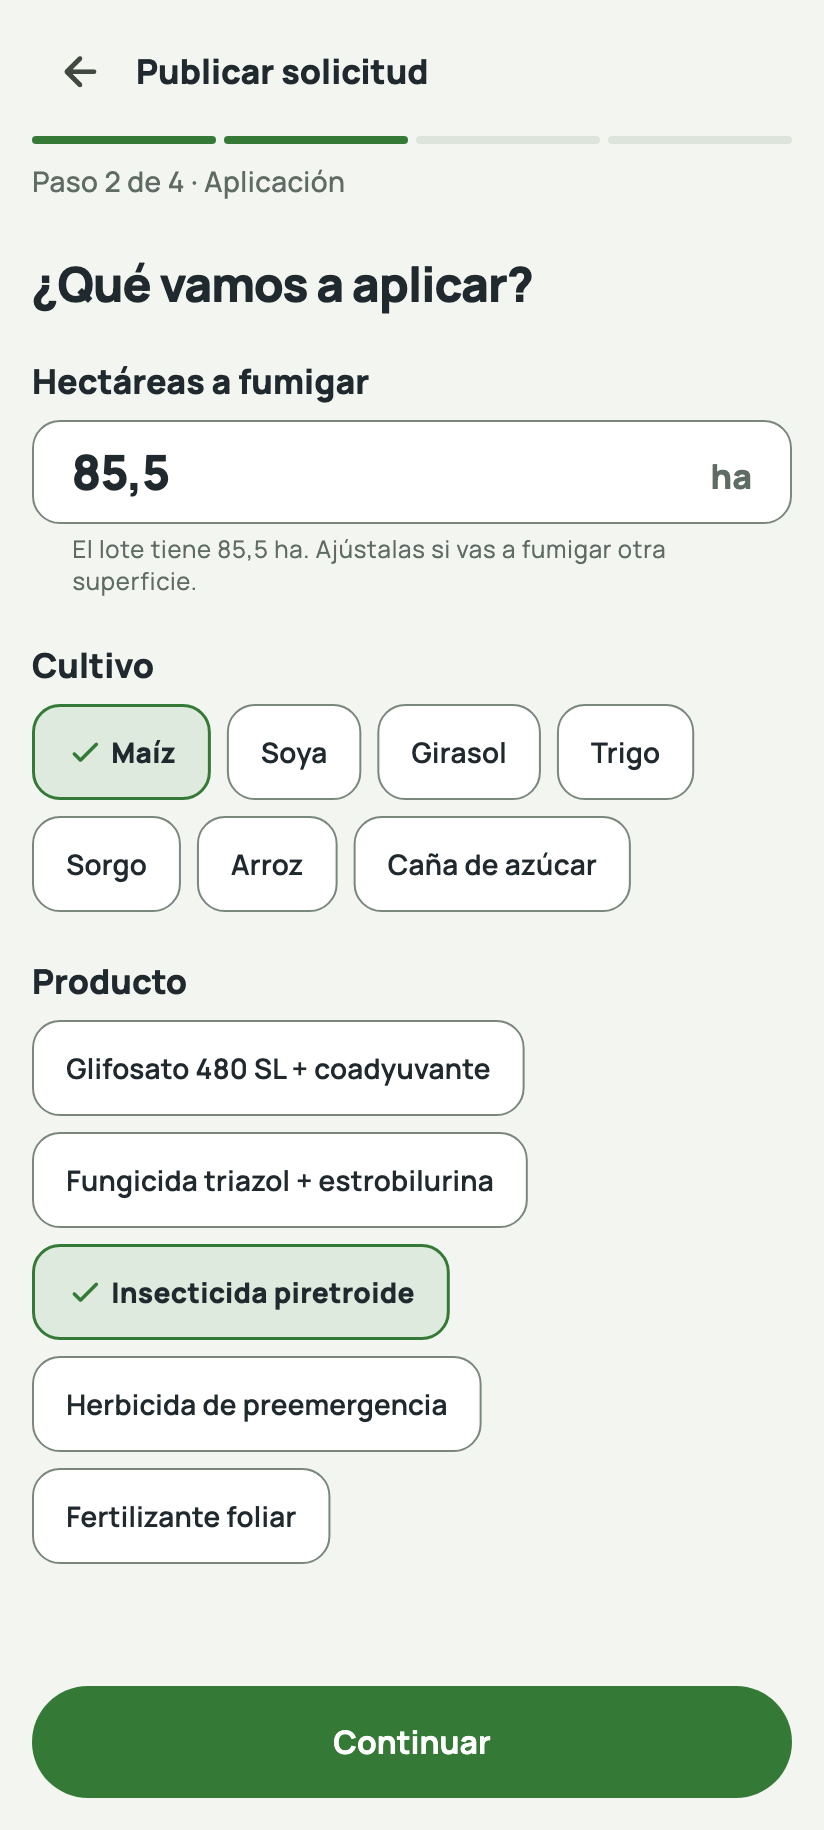 Publicar solicitud
Paso 2 de 4 · Aplicación
¿Qué vamos a aplicar?
Hectáreas a fumigar
85,5 ha
El lote tiene 85,5 ha. Ajústalas si vas a fumigar otra
superficie.
Cultivo
Maíz Soya Girasol Trigo
Sorgo Arroz Caña de azúcar
Producto
Glifosato 480 SL + coadyuvante
Fungicida triazol + estrobilurina
Insecticida piretroide
Herbicida de preemergencia
Fertilizante foliar
Continuar